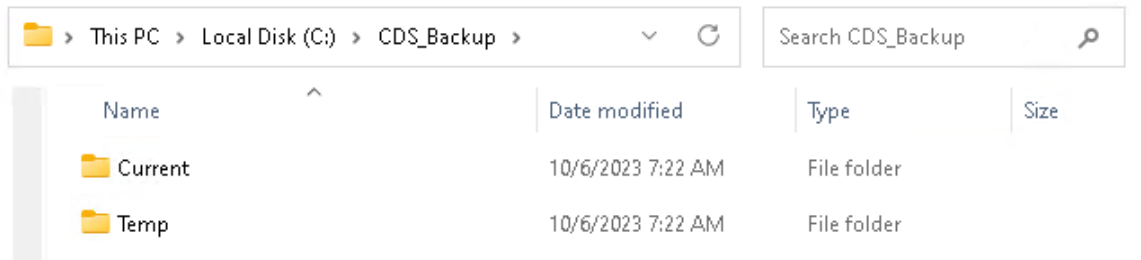 This PC > Local Disk (C:) > CDS_Backup > Search CDS_Backup
Name Date modified Type Size
Current 10/6/2023 7:22 AM File folder
Temp 10/6/2023 7:22 AM File folder